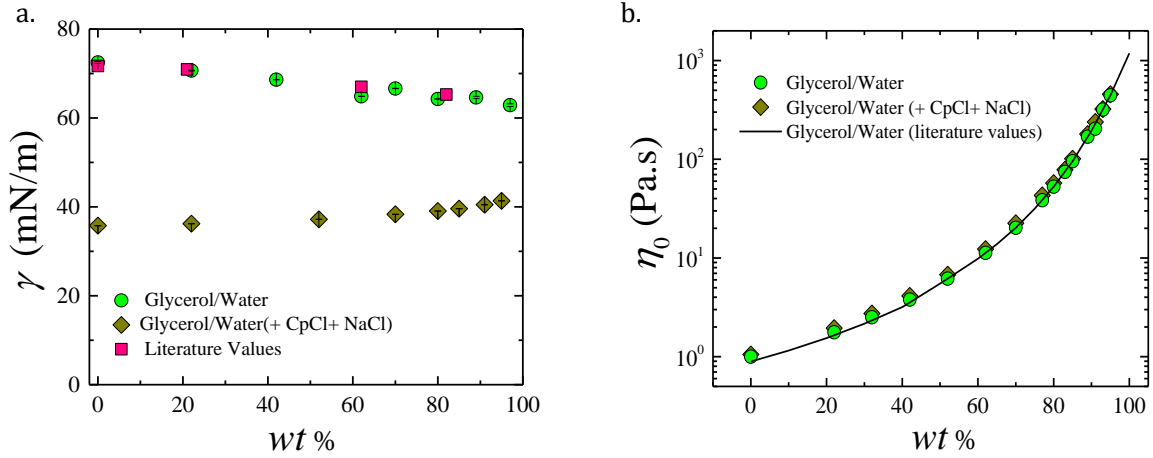 a.
80
60
40
20
0
γ (mN/m)
Glycerol/Water
Glycerol/Water(+ CpCl+ NaCl)
Literature Values
0 20 40 60 80 100
wt %
b.
10³
10²
10¹
10⁰
η₀ (Pa.s)
Glycerol/Water
Glycerol/Water (+ CpCl+ NaCl)
Glycerol/Water (literature values)
0 20 40 60 80 100
wt %